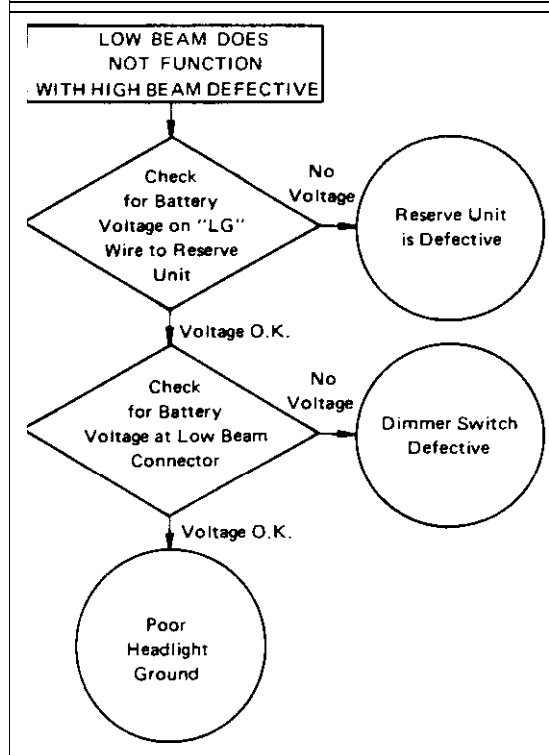 LOW BEAM DOES
NOT FUNCTION
WITH HIGH BEAM DEFECTIVE
Check
for Battery
Voltage on "LG"
Wire to Reserve
Unit
No
Voltage
Reserve Unit
is Defective
Voltage O.K.
Check
for Battery
Voltage at Low Beam
Connector
No
Voltage
Dimmer Switch
Defective
Voltage O.K.
Poor
Headlight
Ground